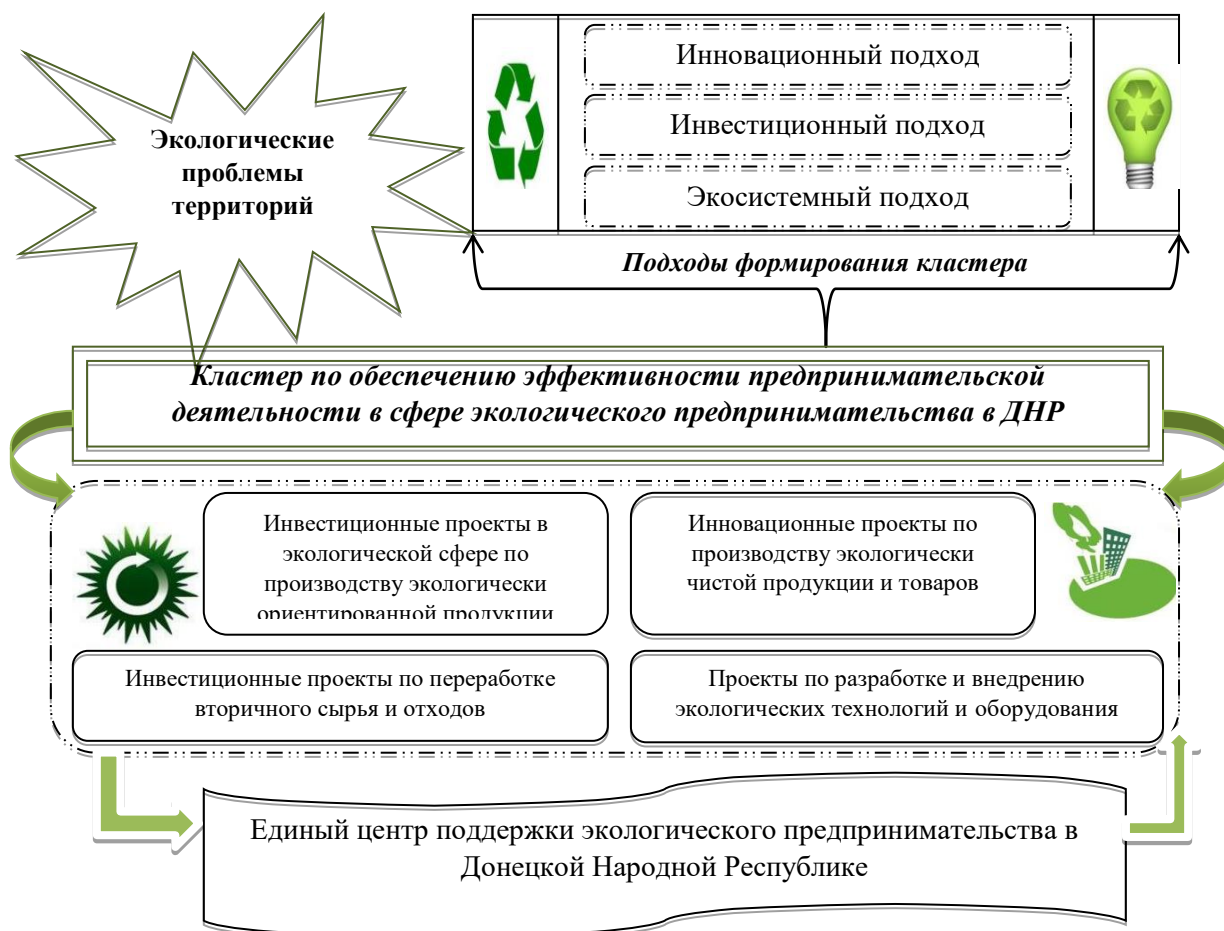 Экологические
проблемы
территорий
Инновационный подход
Инвестиционный подход
Экосистемный подход
Подходы формирования кластера
Кластер по обеспечению эффективности предпринимательской
деятельности в сфере экологического предпринимательства в ДНР
Инвестиционные проекты в
экологической сфере по
производству экологически
ориентированной продукции
Инновационные проекты по
производству экологически
чистой продукции и товаров
Инвестиционные проекты по переработке
вторичного сырья и отходов
Проекты по разработке и внедрению
экологических технологий и оборудования
Единый центр поддержки экологического предпринимательства в
Донецкой Народной Республике